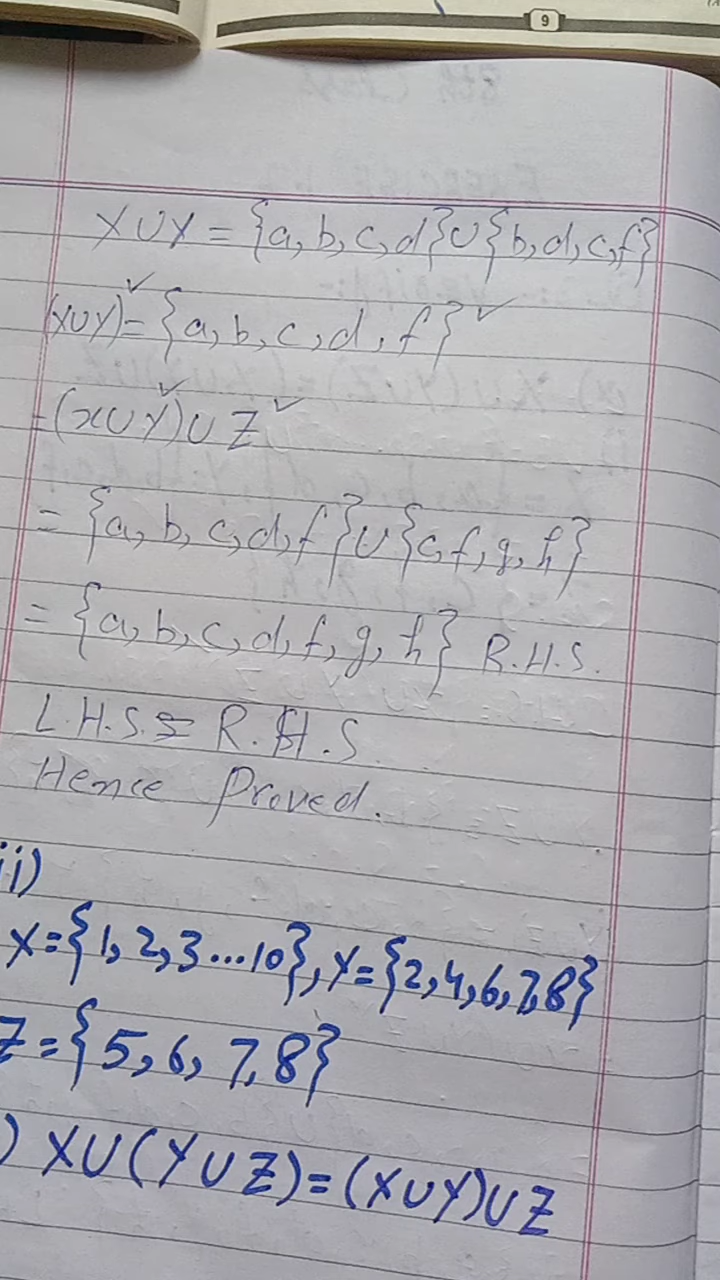 9
X∪Y = {a, b, c, d}∪{b, d, c, f}
(X∪Y) = {a, b, c, d, f}
= (x∪Y)∪Z
= {a, b, c, d, f}∪{c, f, g, h}
= {a, b, c, d, f, g, h} R.H.S.
L.H.S = R.H.S
Hence Proved.
ii)
X={1, 2, 3...10}, Y={2, 4, 6, 7, 8}
Z={5, 6, 7, 8}
) X∪(Y∪Z)=(X∪Y)∪Z